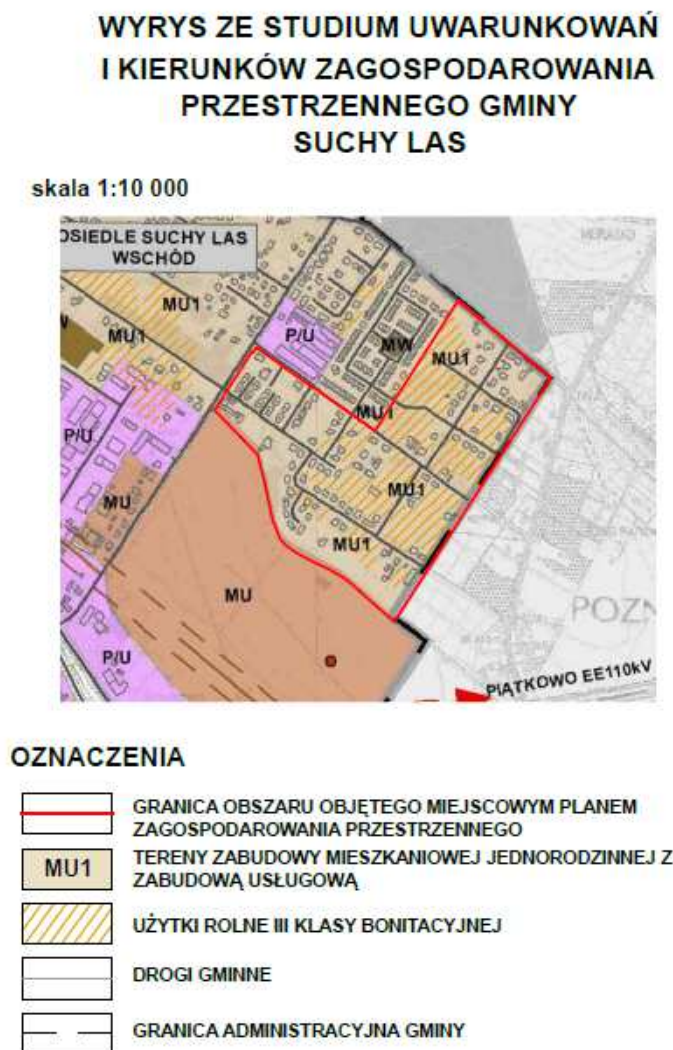 WYRYS ZE STUDIUM UWARUNKOWAŃ
I KIERUNKÓW ZAGOSPODAROWANIA
PRZESTRZENNEGO GMINY
SUCHY LAS
skala 1:10 000
OSIEDLE SUCHY LAS
WSCHÓD
MU1
MU1
P/U
MW
MU1
MU1
P/U
MU1
MU
MU1
MU
POZN
P/U
PIĄTKOWO EE110kV
OZNACZENIA
GRANICA OBSZARU OBJĘTEGO MIEJSCOWYM PLANEM
ZAGOSPODAROWANIA PRZESTRZENNEGO
MU1
TERENY ZABUDOWY MIESZKANIOWEJ JEDNORODZINNEJ Z
ZABUDOWĄ USŁUGOWĄ
UŻYTKI ROLNE III KLASY BONITACYJNEJ
DROGI GMINNE
GRANICA ADMINISTRACYJNA GMINY